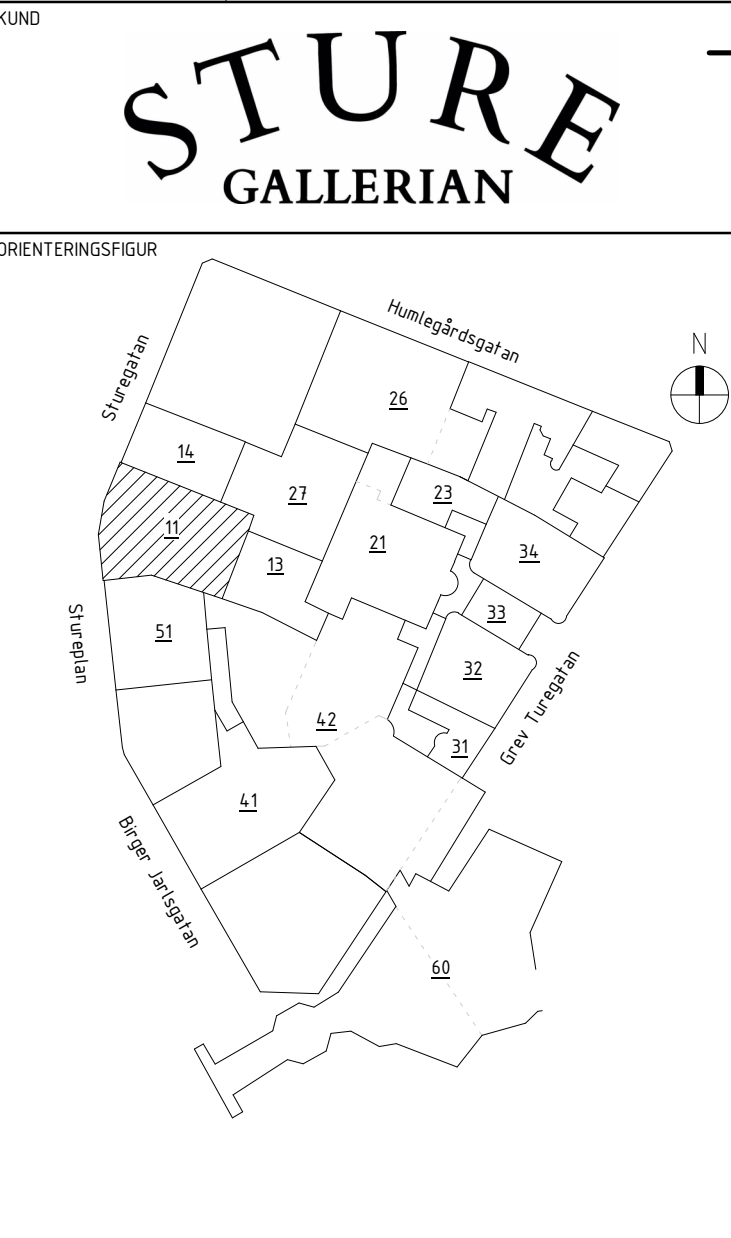 KUND
STURE
GALLERIAN
ORIENTERINGSFIGUR
Humlegårdsgatan
Sturegatan
N
26
14
27
23
11
21
34
13
33
51
Stureplan
32
42
Grev Turegatan
31
41
Birger Jarlsgatan
60